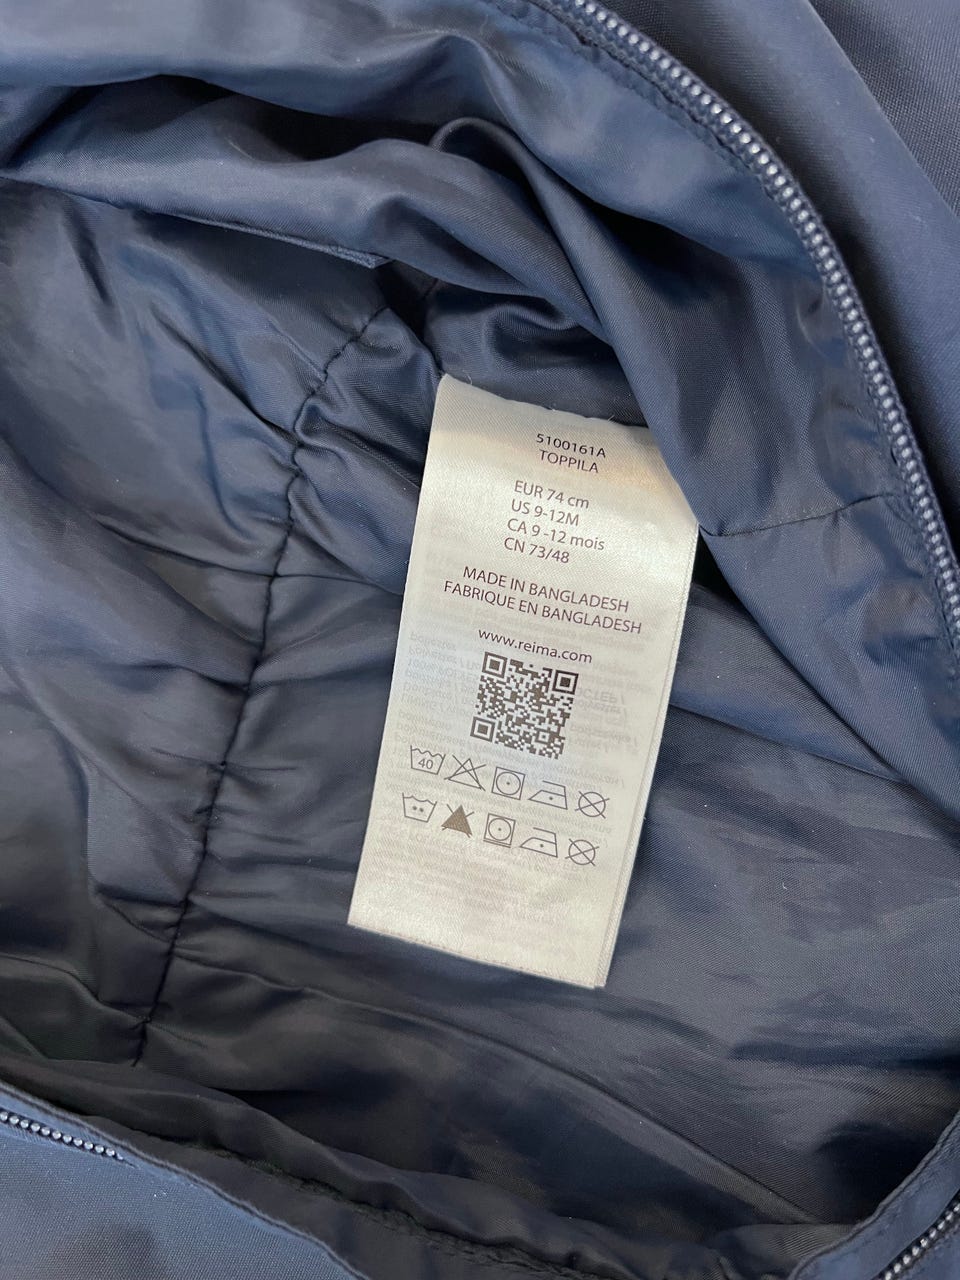 5100161A
TOPPILA
EUR 74 cm
US 9-12M
CA 9 -12 mois
CN 73/48
MADE IN BANGLADESH
FABRIQUE EN BANGLADESH
www.reima.com
40